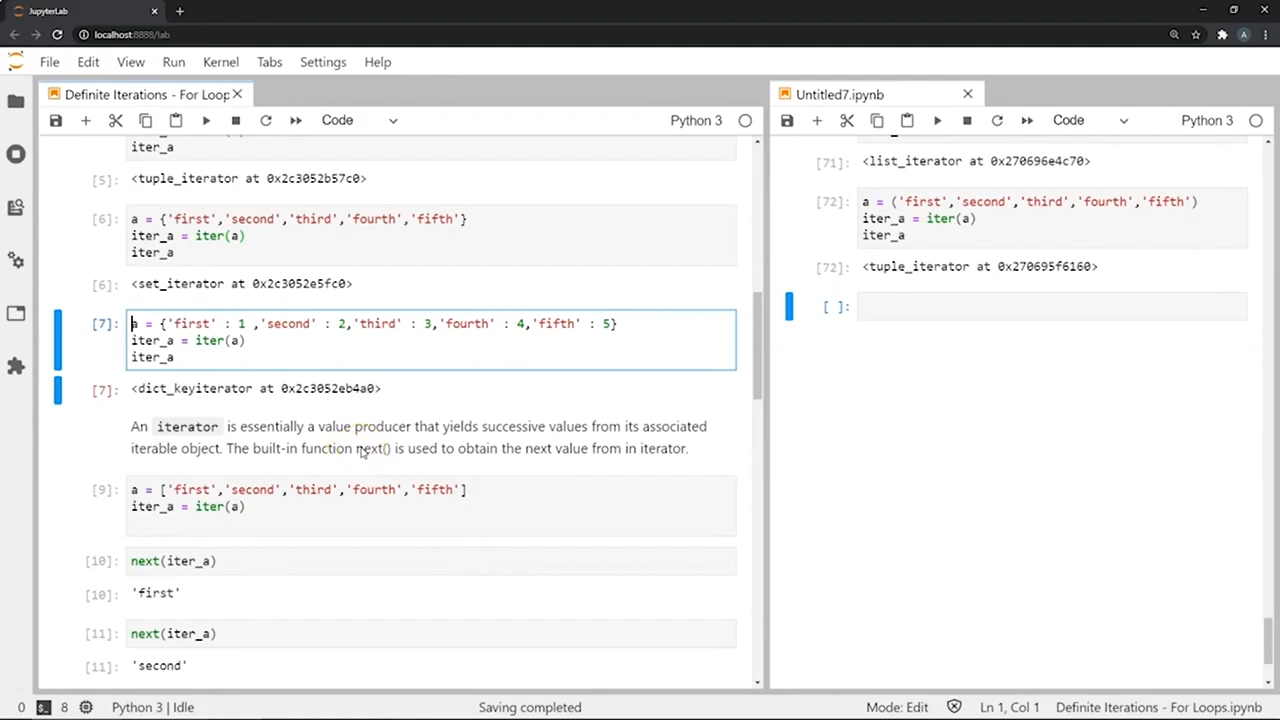 JupyterLab
localhost:8888/lab
File Edit View Run Kernel Tabs Settings Help
Definite Iterations - For Loop
Code
Python 3
iter_a
[5]: <tuple_iterator at 0x2c3052b57c0>
[6]: a = {'first','second','third','fourth','fifth'}
iter_a = iter(a)
iter_a
[6]: <set_iterator at 0x2c3052e5fc0>
[7]: a = {'first' : 1 ,'second' : 2,'third' : 3,'fourth' : 4,'fifth' : 5}
iter_a = iter(a)
iter_a
[7]: <dict_keyiterator at 0x2c3052eb4a0>
An iterator is essentially a value producer that yields successive values from its associated
iterable object. The built-in function next() is used to obtain the next value from in iterator.
[9]: a = ['first','second','third','fourth','fifth']
iter_a = iter(a)
[10]: next(iter_a)
[10]: 'first'
[11]: next(iter_a)
[11]: 'second'
Untitled7.ipynb
Code
Python 3
[71]: <list_iterator at 0x270696e4c70>
[72]: a = ('first','second','third','fourth','fifth')
iter_a = iter(a)
iter_a
[72]: <tuple_iterator at 0x270695f6160>
[ ]:
0 8 Python 3 | Idle Saving completed Mode: Edit Ln 1, Col 1 Definite Iterations - For Loops.ipynb